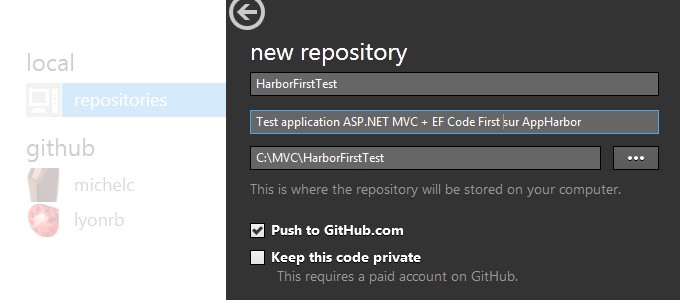 local
repositories
github
michelc
lyonrb
new repository
HarborFirstTest
Test application ASP.NET MVC + EF Code First sur AppHarbor
C:\MVC\HarborFirstTest
...
This is where the repository will be stored on your computer.
Push to GitHub.com
Keep this code private
This requires a paid account on GitHub.